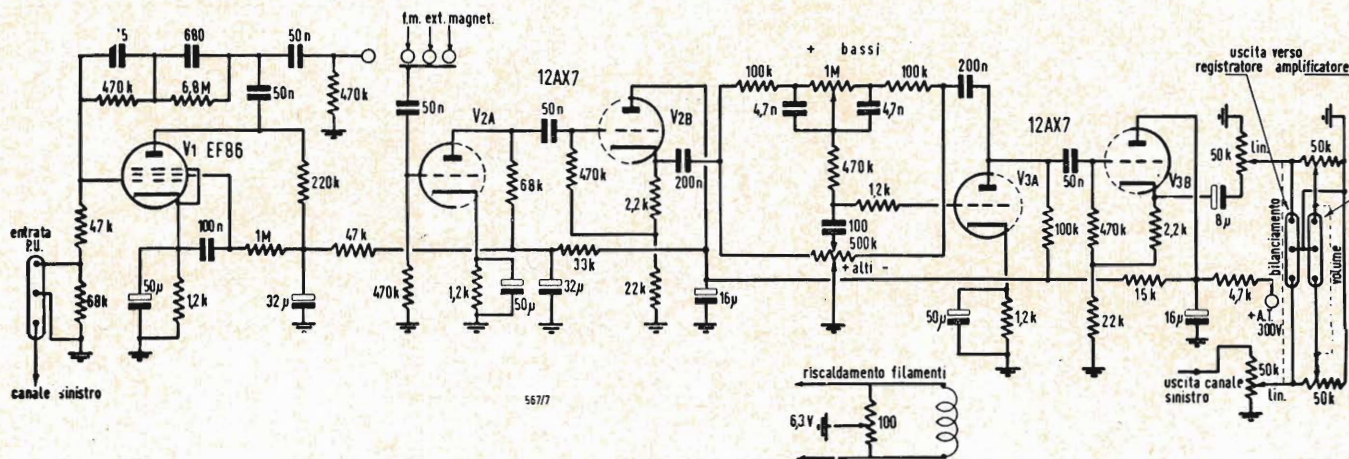 f.m. ext. magnet.
680
50n
470k
6,8M
50n
470k
V1 EF86
220k
47k
entrata
P.U.
68k
50µ
100n
1,2k
1M
32µ
47k
canale sinistro
50n
12AX7
V2A
50n
V2B
68k
470k
2,2k
200n
470k
1,2k
50µ
32µ
33k
22k
16µ
+ bassi
100k
1M
100k
4,7n
4,7n
470k
1,2k
100
500k
+ alti -
200n
12AX7
V3A
50n
V3B
100k
470k
2,2k
50µ
1,2k
22k
15k
16µ
4,7k
+A.T.
300V
8µ
50k
lin.
uscita verso
registratore amplificatore
50k
bilanciamento
volume
uscita canale
sinistro
50k
lin.
50k
riscaldamento filamenti
6,3V
100
567/7